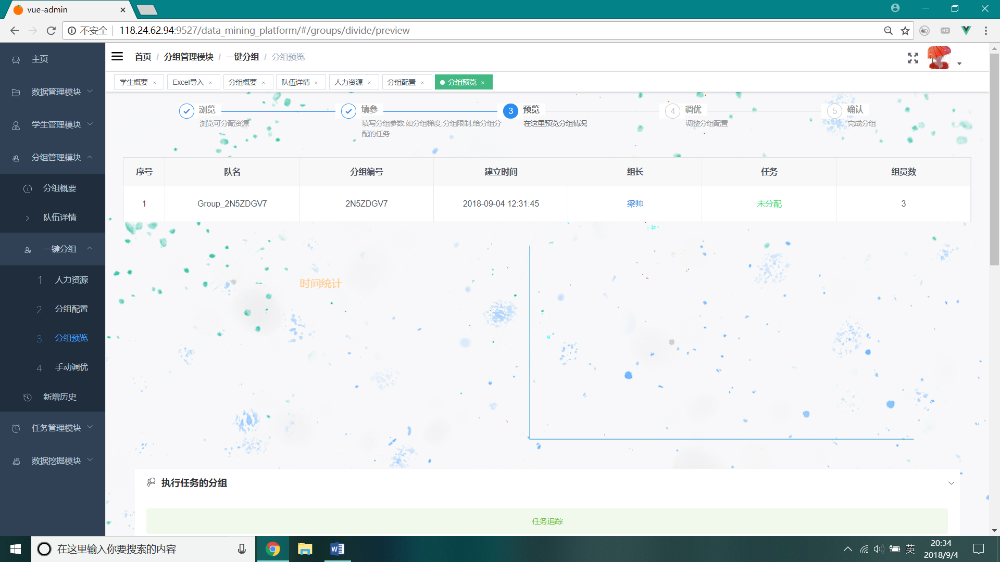 vue-admin
不安全 118.24.62.94:9527/data_mining_platform/#/groups/divide/preview
HD
主页
数据管理模块
学生管理模块
分组管理模块
分组概要
队伍详情
一键分组
1 人力资源
2 分组配置
3 分组预览
4 手动调优
新增历史
任务管理模块
数据挖掘模块
首页 / 分组管理模块 / 一键分组 / 分组预览
学生概要 × Excel导入 × 分组概要 × 队伍详情 × 人力资源 × 分组配置 × 分组预览 ×
浏览 填参 3 预览 4 调优 5 确认
浏览可分配资源 填写分组参数:如分组梯度,分组限制,给分组分 在这里预览分组情况 调整分组配置 完成分组
配的任务
序号 队名 分组编号 建立时间 组长 任务 组员数
1 Group_2N5ZDGV7 2N5ZDGV7 2018-09-04 12:31:45 梁帅 未分配 3
时间统计
执行任务的分组
任务追踪
在这里输入你要搜索的内容
英
20:34
2018/9/4